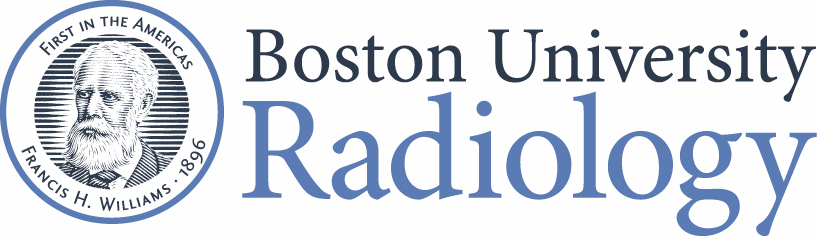 First in the Americas
Francis H. Williams · 1896
Boston University
Radiology